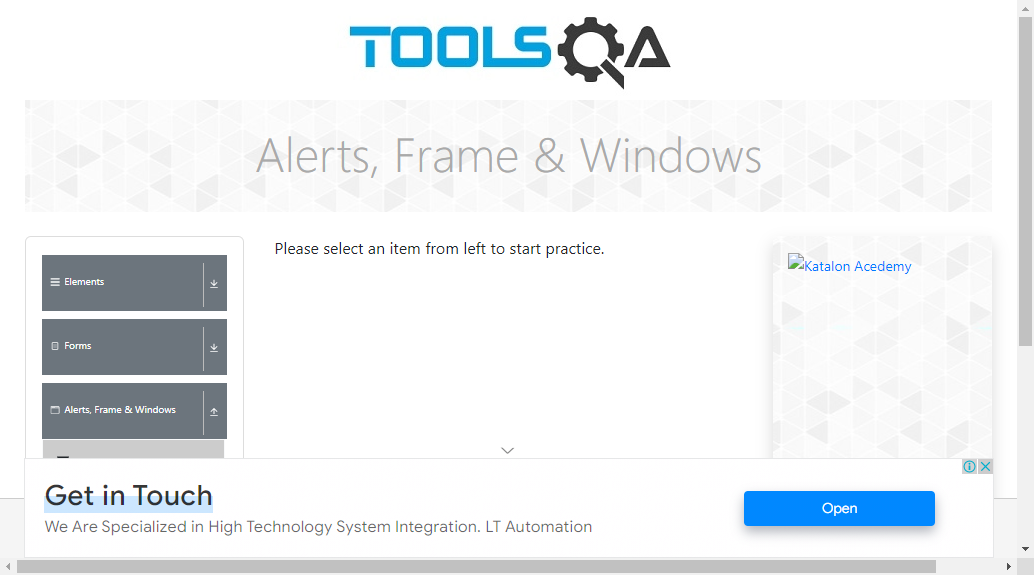 TOOLSQA
Alerts, Frame & Windows
Please select an item from left to start practice.
Katalon Acedemy
Elements
Forms
Alerts, Frame & Windows
Get in Touch
We Are Specialized in High Technology System Integration. LT Automation
Open